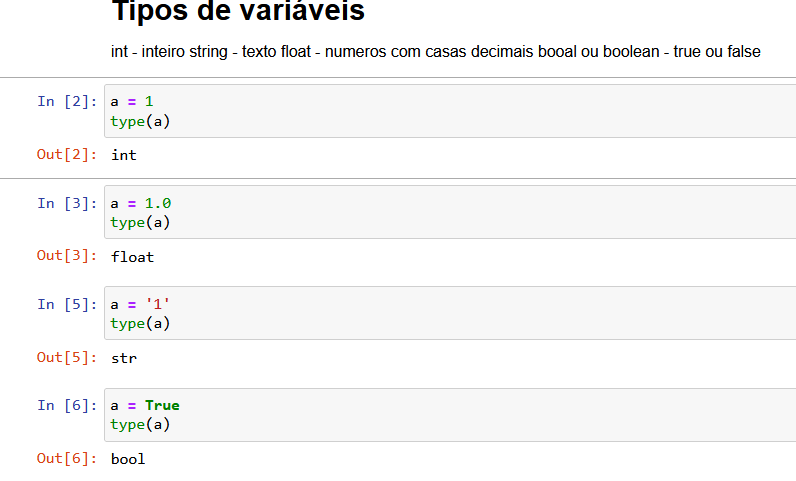 Tipos de variáveis
int - inteiro string - texto float - numeros com casas decimais booal ou boolean - true ou false
In [2]: a = 1
type(a)
Out[2]: int
In [3]: a = 1.0
type(a)
Out[3]: float
In [5]: a = '1'
type(a)
Out[5]: str
In [6]: a = True
type(a)
Out[6]: bool